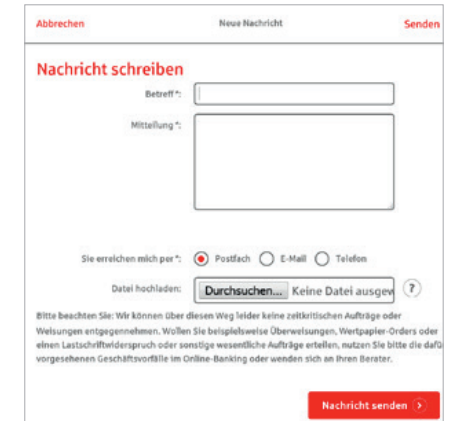 Abbrechen Neue Nachricht Senden
Nachricht schreiben
Betreff*:
Mitteilung*:
Sie erreichen mich per*: Postfach E-Mail Telefon
Datei hochladen: Durchsuchen... Keine Datei ausgew ?
Bitte beachten Sie: Wir können über diesen Weg leider keine zeitkritischen Aufträge oder
Weisungen entgegennehmen. Wollen Sie beispielsweise Überweisungen, Wertpapier-Orders oder
einen Lastschriftwiderspruch oder sonstige wesentliche Aufträge erteilen, nutzen Sie bitte die dafü
vorgesehenen Geschäftsvorfälle im Online-Banking oder wenden sich an Ihren Berater.
Nachricht senden